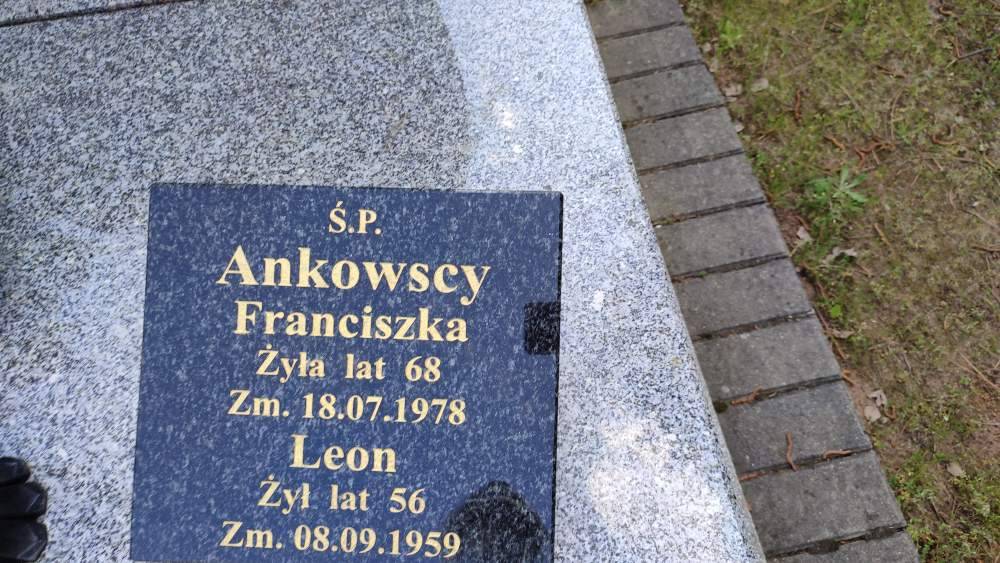 Ś.P.
Ankowscy
Franciszka
Żyła lat 68
Zm. 18.07.1978
Leon
Żył lat 56
Zm. 08.09.1959